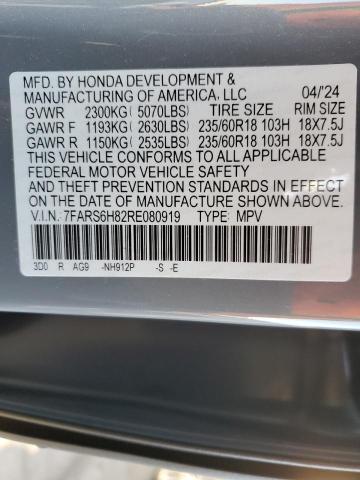 MFD. BY HONDA DEVELOPMENT &
MANUFACTURING OF AMERICA, LLC 04/'24
GVWR 2300KG (5070LBS) TIRE SIZE RIM SIZE
GAWR F 1193KG (2630LBS) 235/60R18 103H 18X7.5J
GAWR R 1150KG (2535LBS) 235/60R18 103H 18X7.5J
THIS VEHICLE CONFORMS TO ALL APPLICABLE
FEDERAL MOTOR VEHICLE SAFETY
AND THEFT PREVENTION STANDARDS IN EFFECT
ON THE DATE OF MANUFACTURE SHOWN ABOVE.
V.I.N.: 7FARS6H82RE080919 TYPE: MPV
3D0 R AG9 -NH912P -S -E